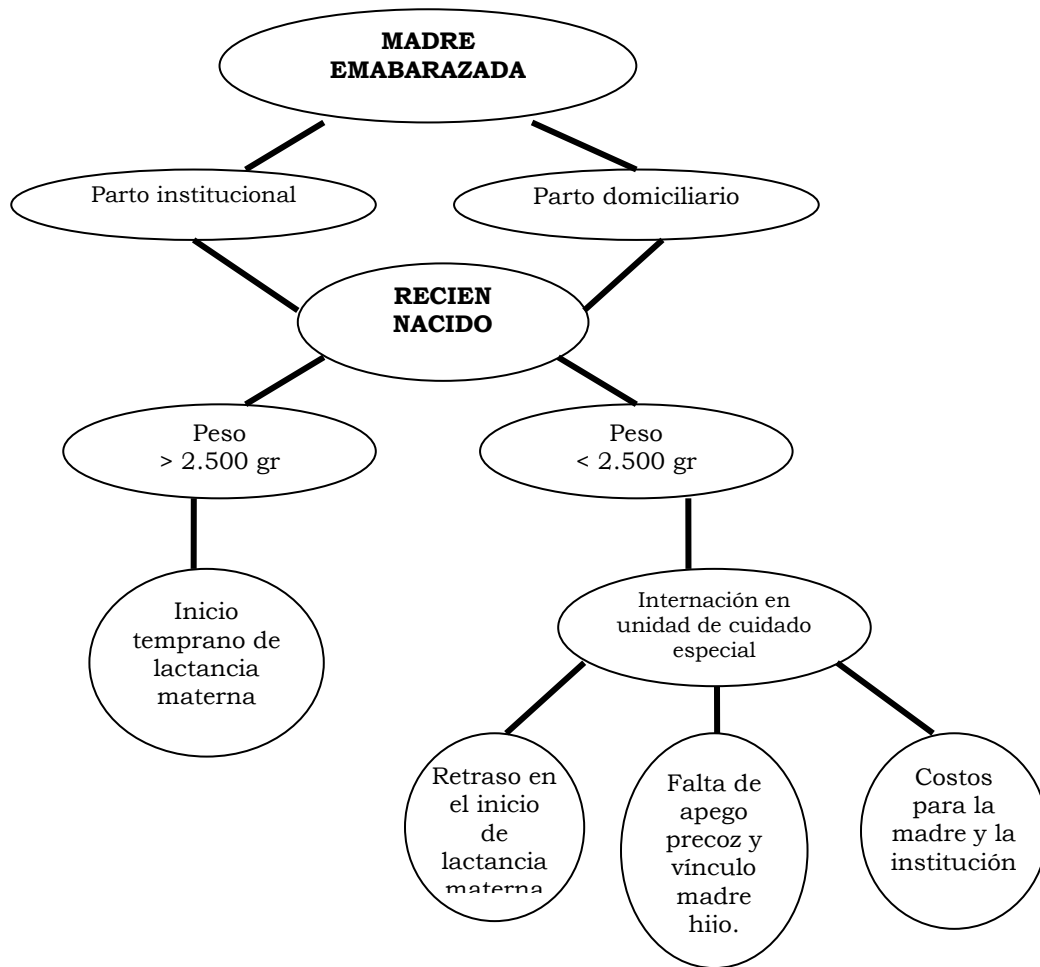 MADRE
EMABARAZADA
Parto institucional
Parto domiciliario
RECIEN
NACIDO
Peso
> 2.500 gr
Peso
< 2.500 gr
Inicio
temprano de
lactancia
materna
Internación en
unidad de cuidado
especial
Retraso en
el inicio
de
lactancia
materna
Falta de
apego
precoz y
vínculo
madre
hijo.
Costos
para la
madre y la
institución